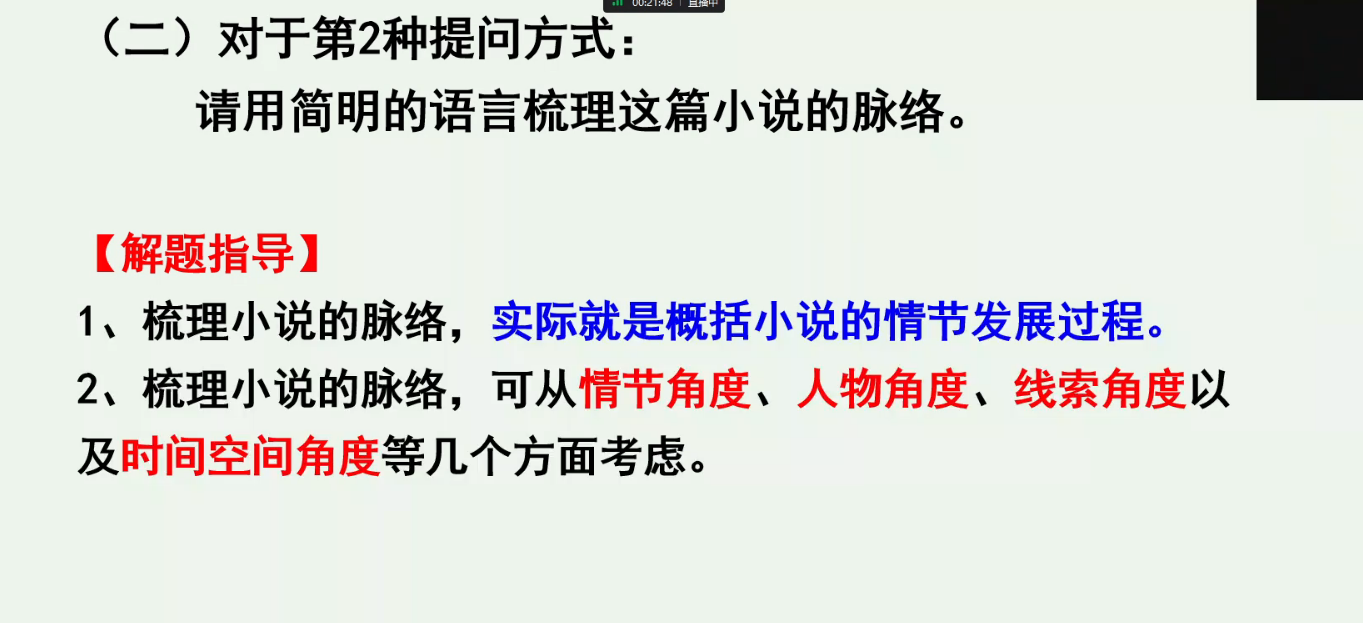 00:21:48 直播中
（二）对于第2种提问方式：
请用简明的语言梳理这篇小说的脉络。
【解题指导】
1、梳理小说的脉络，实际就是概括小说的情节发展过程。
2、梳理小说的脉络，可从情节角度、人物角度、线索角度以
及时间空间角度等几个方面考虑。